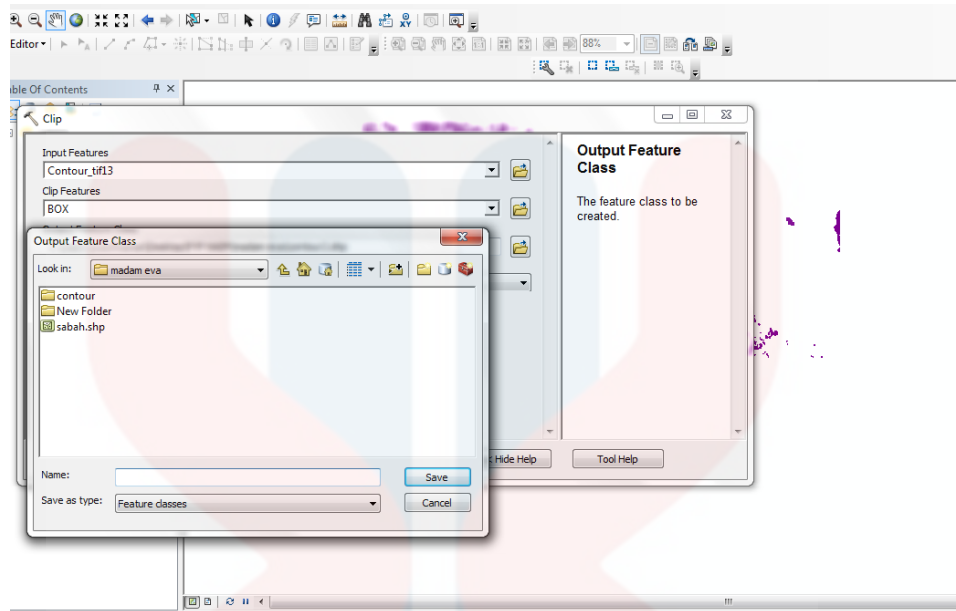 Editor
88%
able Of Contents
Clip
Input Features
Contour_tif13
Clip Features
BOX
Output Feature Class
The feature class to be
created.
Output Feature Class
Look in:
madam eva
contour
New Folder
sabah.shp
Name:
Save
Save as type:
Feature classes
Cancel
Hide Help
Tool Help